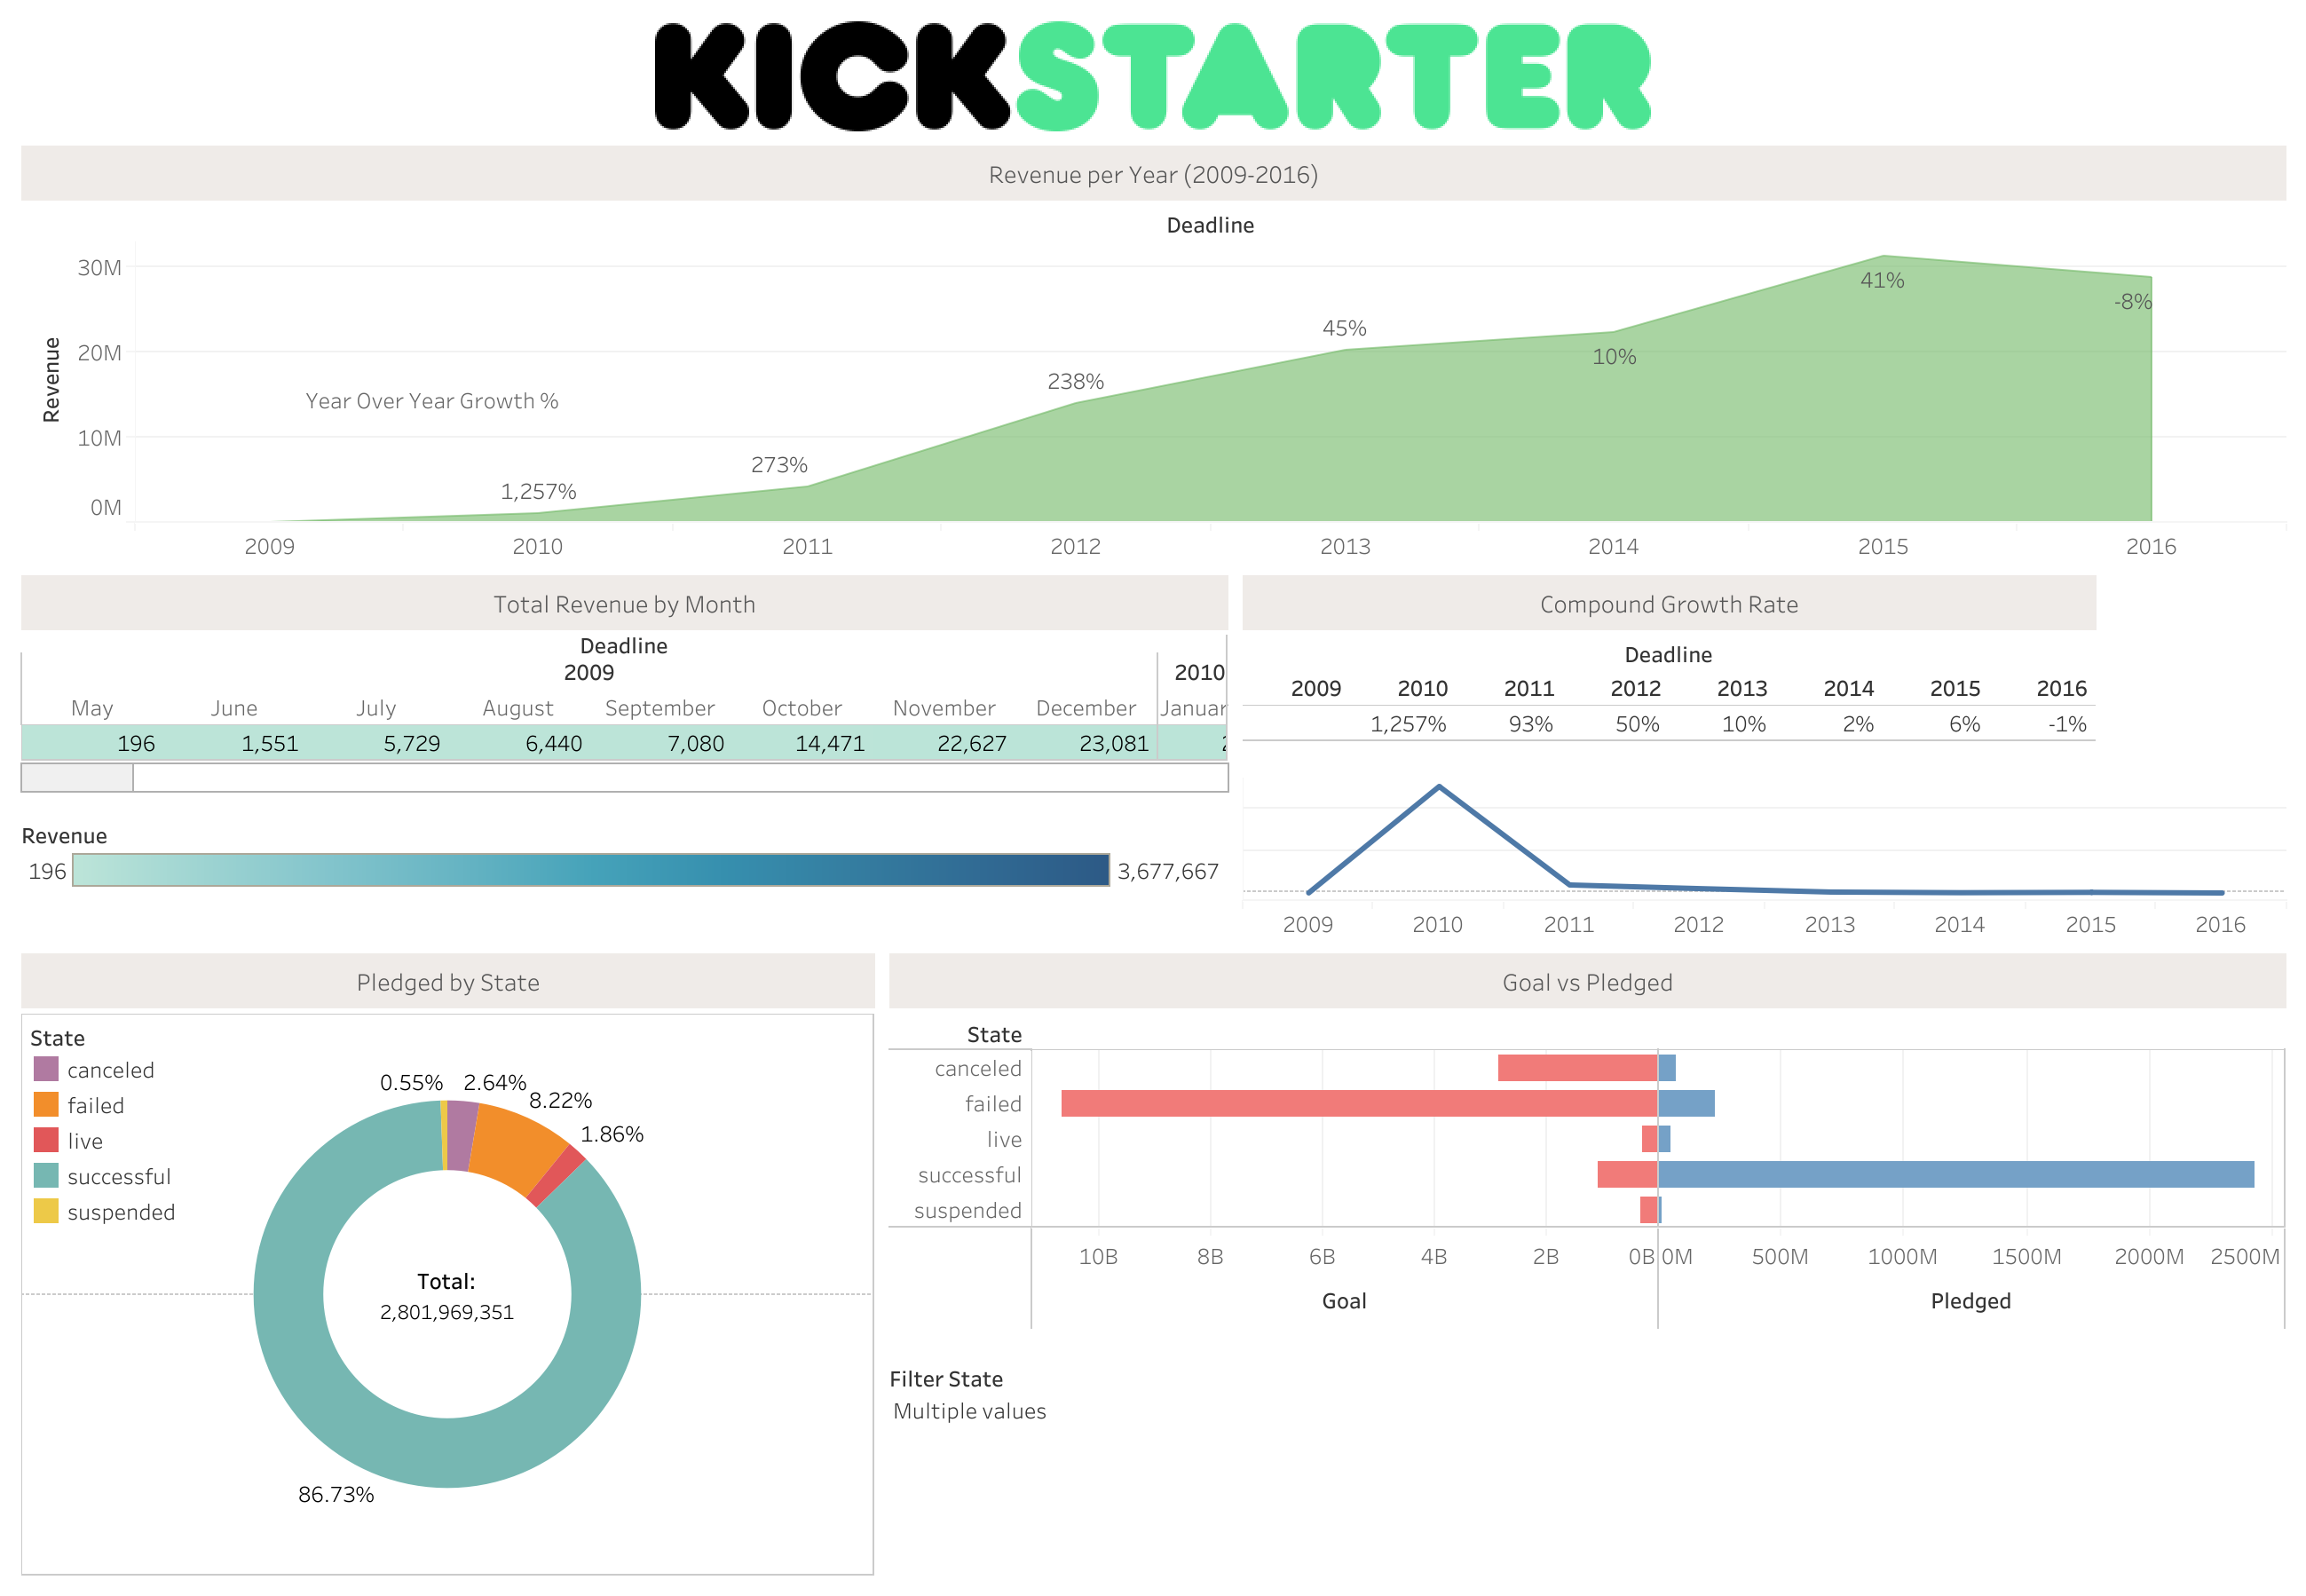 KICKSTARTER
Revenue per Year (2009-2016)
Deadline
Revenue
30M
20M
10M
0M
Year Over Year Growth %
1,257%
273%
238%
45%
10%
41%
-8%
2009 2010 2011 2012 2013 2014 2015 2016
Total Revenue by Month
Deadline
2009 2010
May June July August September October November December Januar
196 1,551 5,729 6,440 7,080 14,471 22,627 23,081
Revenue
196 3,677,667
Compound Growth Rate
Deadline
2009 2010 2011 2012 2013 2014 2015 2016
1,257% 93% 50% 10% 2% 6% -1%
2009 2010 2011 2012 2013 2014 2015 2016
Pledged by State
State
canceled
failed
live
successful
suspended
0.55% 2.64%
8.22%
1.86%
Total:
2,801,969,351
86.73%
Goal vs Pledged
State
canceled
failed
live
successful
suspended
10B 8B 6B 4B 2B 0B 0M 500M 1000M 1500M 2000M 2500M
Goal Pledged
Filter State
Multiple values